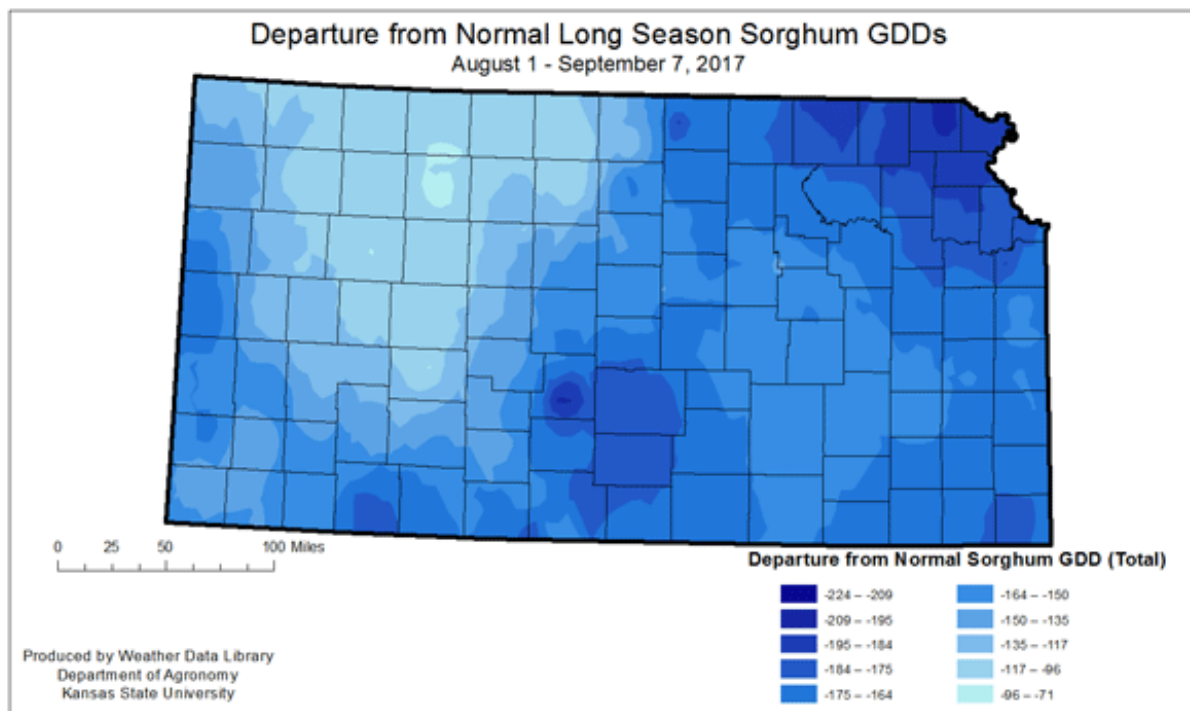 Departure from Normal Long Season Sorghum GDDs
August 1 - September 7, 2017
0 25 50 100 Miles
Departure from Normal Sorghum GDD (Total)
-224 – -209
-209 – -195
-195 – -184
-184 – -175
-175 – -164
-164 – -150
-150 – -135
-135 – -117
-117 – -96
-96 – -71
Produced by Weather Data Library
Department of Agronomy
Kansas State University